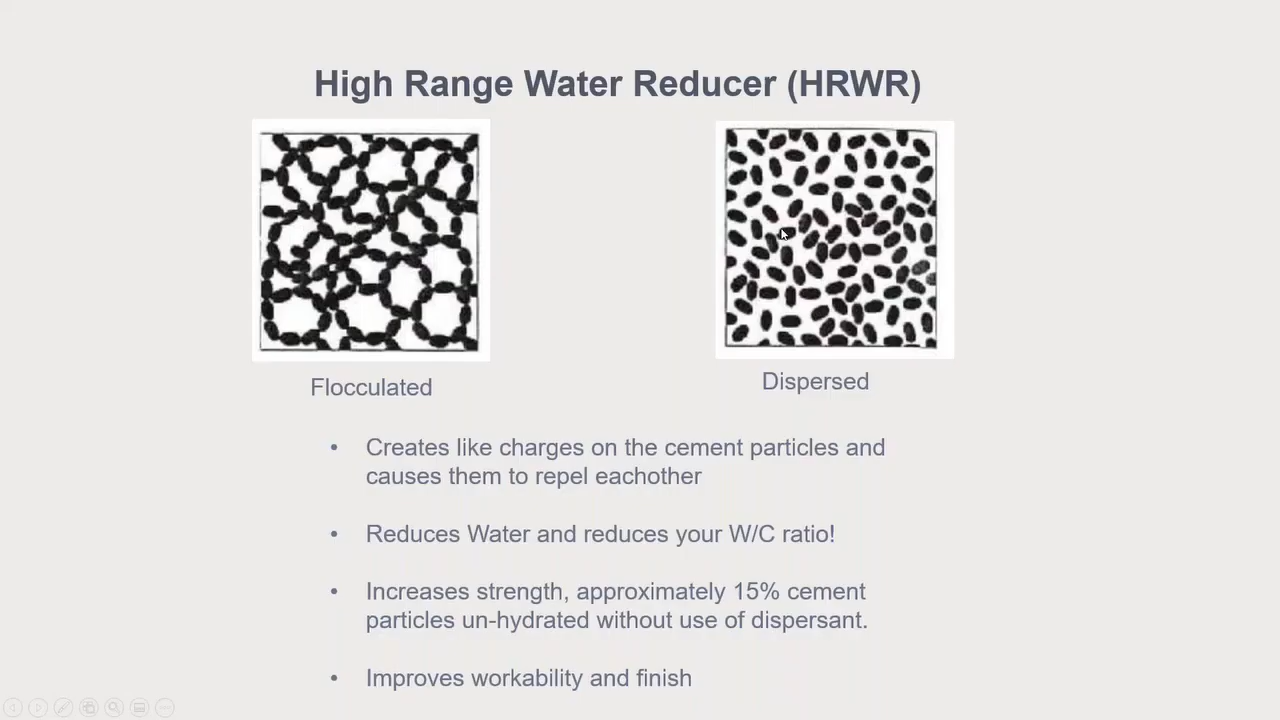 High Range Water Reducer (HRWR)
Flocculated
Dispersed
• Creates like charges on the cement particles and
causes them to repel eachother
• Reduces Water and reduces your W/C ratio!
• Increases strength, approximately 15% cement
particles un-hydrated without use of dispersant.
• Improves workability and finish